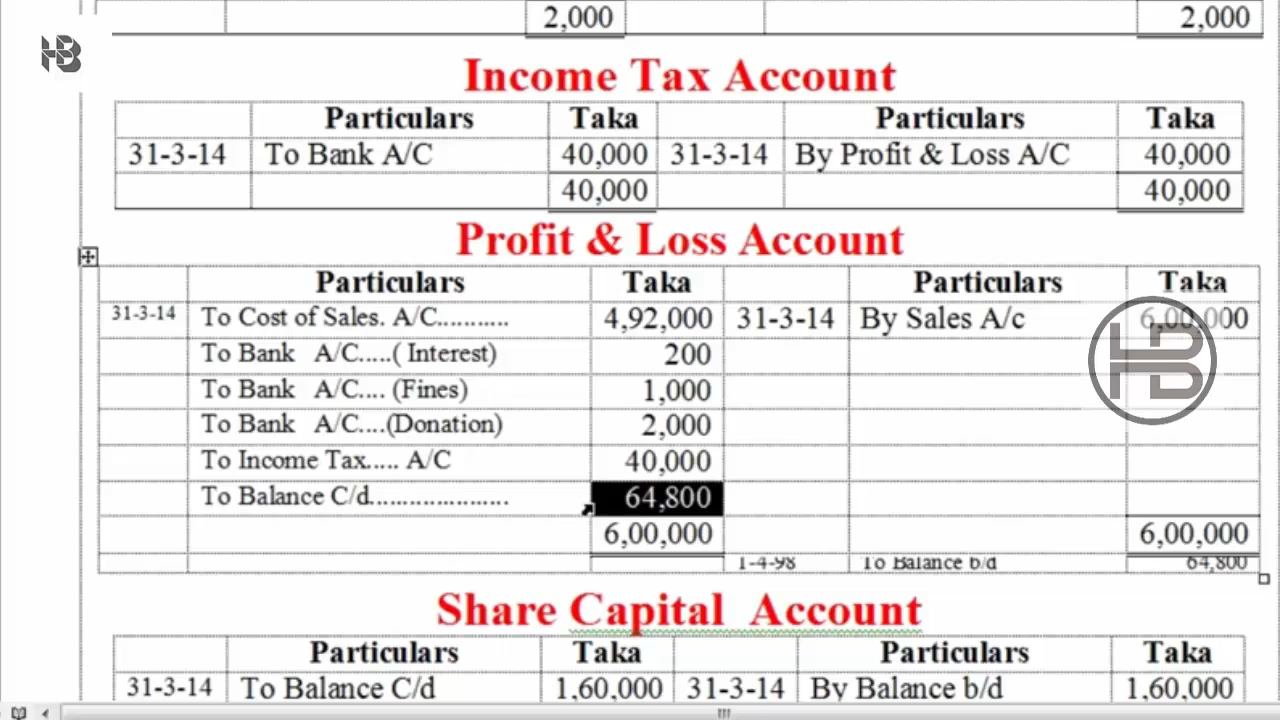 2,000 2,000
HB
Income Tax Account
Particulars Taka Particulars Taka
31-3-14 To Bank A/C 40,000 31-3-14 By Profit & Loss A/C 40,000
40,000 40,000
Profit & Loss Account
Particulars Taka Particulars Taka
31-3-14 To Cost of Sales. A/C........... 4,92,000 31-3-14 By Sales A/c 6,00,000
To Bank A/C.....( Interest) 200
To Bank A/C.... (Fines) 1,000
HB
To Bank A/C....(Donation) 2,000
To Income Tax..... A/C 40,000
To Balance C/d...................... 64,800
6,00,000 6,00,000
1-4-98 To Balance b/d 64,800
Share Capital Account
Particulars Taka Particulars Taka
31-3-14 To Balance C/d 1,60,000 31-3-14 By Balance b/d 1,60,000